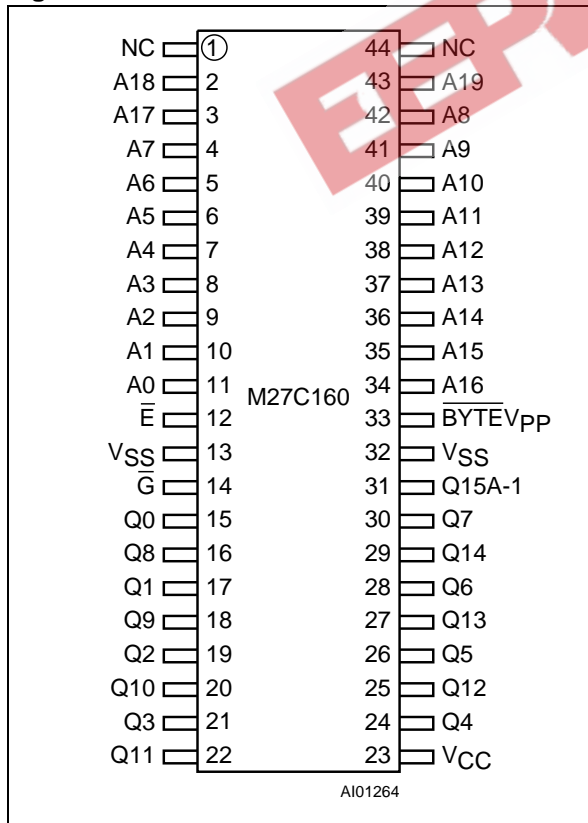 NC 1 44 NC
A18 2 43 A19
A17 3 42 A8
A7 4 41 A9
A6 5 40 A10
A5 6 39 A11
A4 7 38 A12
A3 8 37 A13
A2 9 36 A14
A1 10 35 A15
A0 11 34 A16
M27C160
E̅ 12 33 B̅Y̅T̅E̅VPP
VSS 13 32 VSS
G̅ 14 31 Q15A-1
Q0 15 30 Q7
Q8 16 29 Q14
Q1 17 28 Q6
Q9 18 27 Q13
Q2 19 26 Q5
Q10 20 25 Q12
Q3 21 24 Q4
Q11 22 23 VCC
AI01264